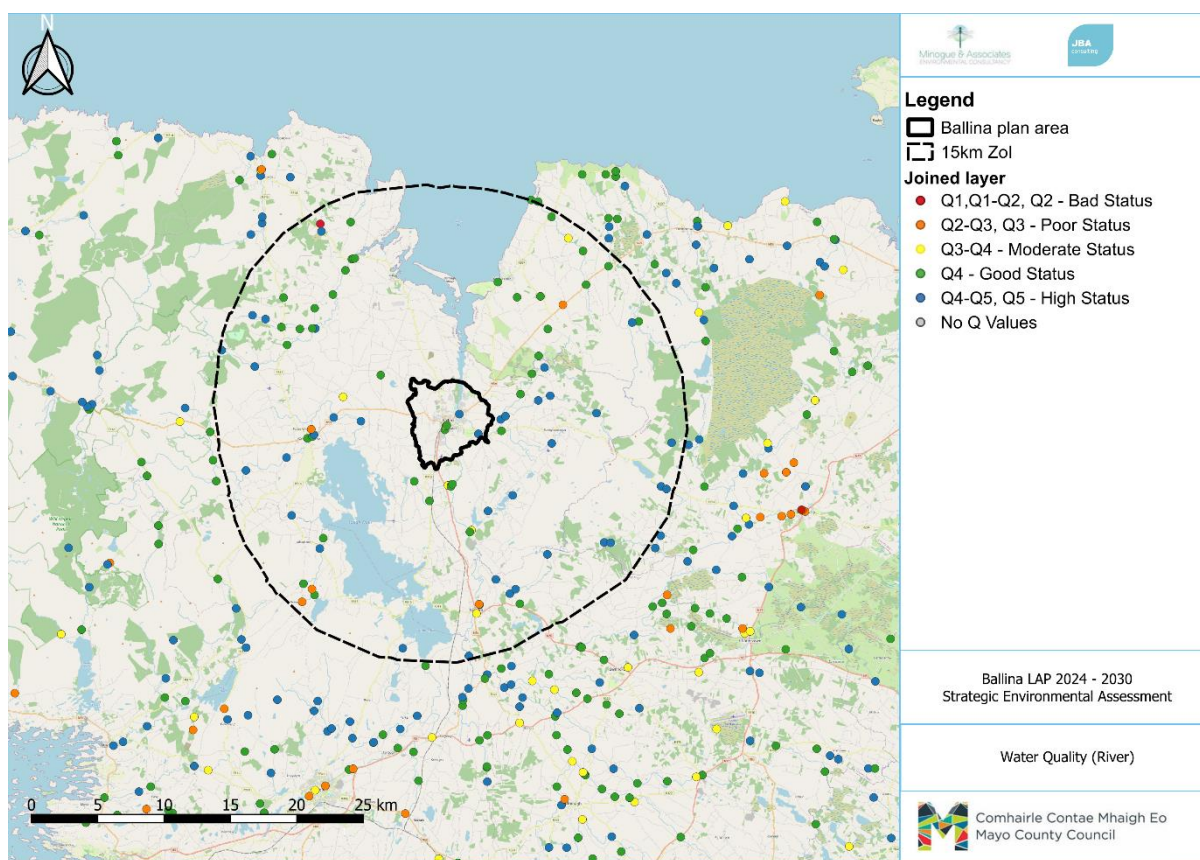 N
0 5 10 15 20 25 km
Minogue & Associates
ENVIRONMENTAL CONSULTANCY
JBA
consulting
Legend
Ballina plan area
15km ZoI
Joined layer
Q1,Q1-Q2, Q2 - Bad Status
Q2-Q3, Q3 - Poor Status
Q3-Q4 - Moderate Status
Q4 - Good Status
Q4-Q5, Q5 - High Status
No Q Values
Ballina LAP 2024 - 2030
Strategic Environmental Assessment
Water Quality (River)
Comhairle Contae Mhaigh Eo
Mayo County Council